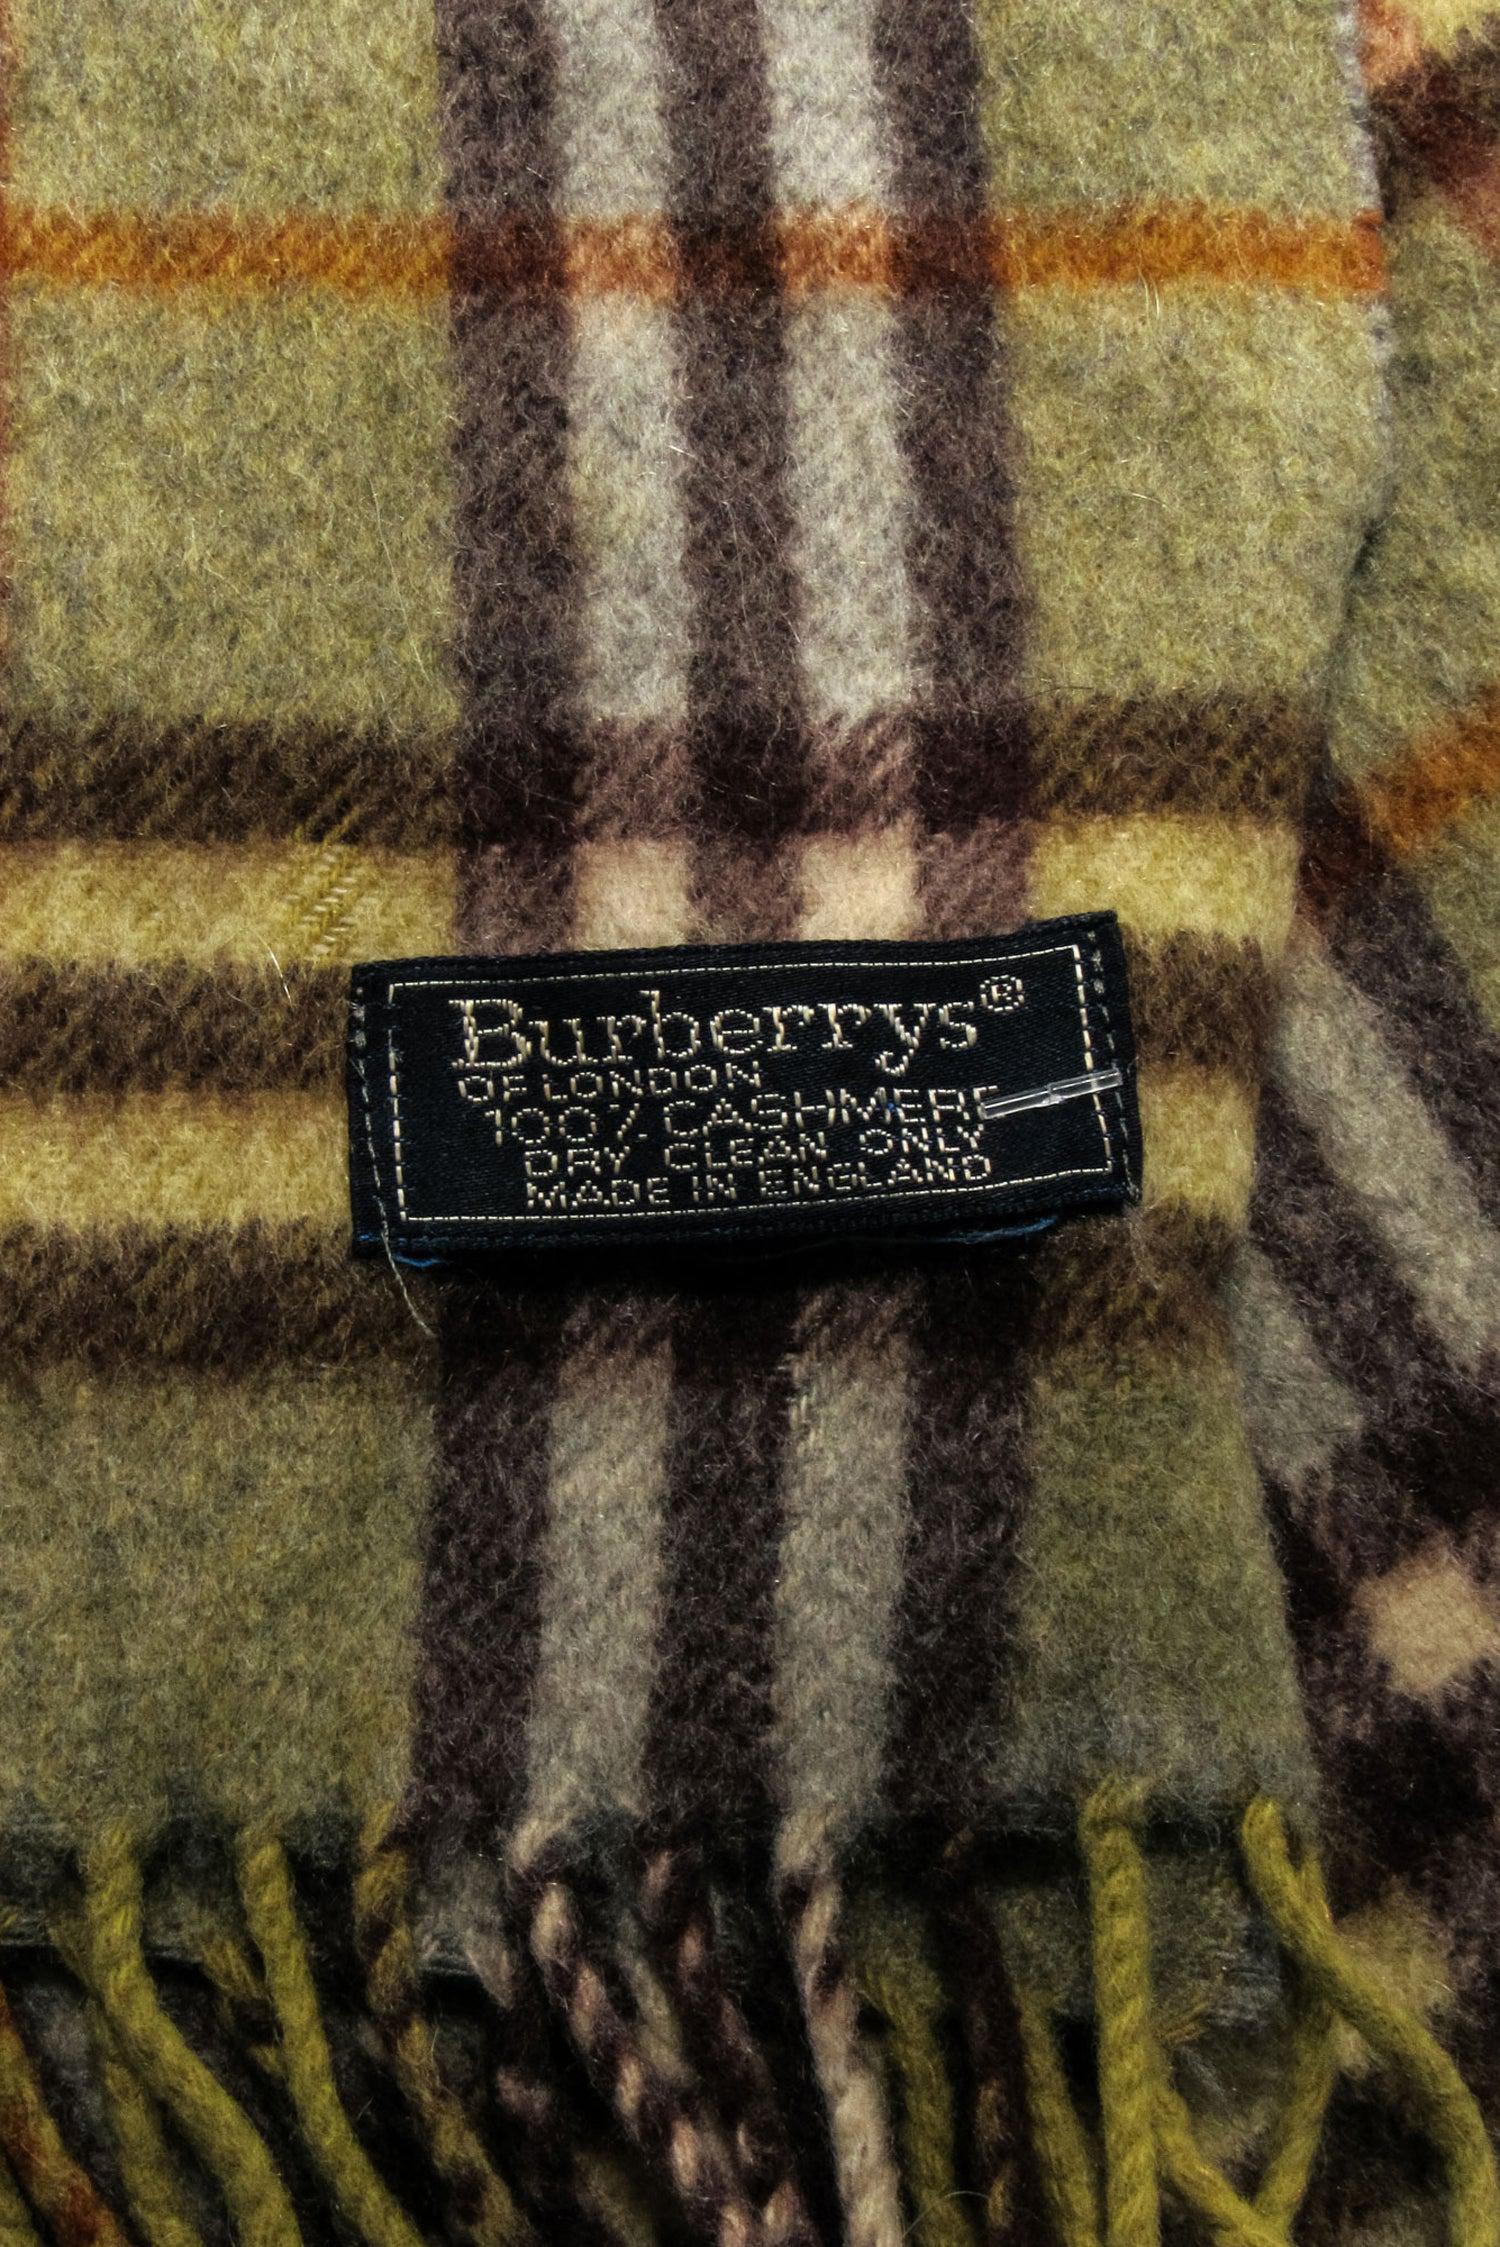 Burberrys®
OF LONDON
100% CASHMERE
DRY CLEAN ONLY
MADE IN ENGLAND